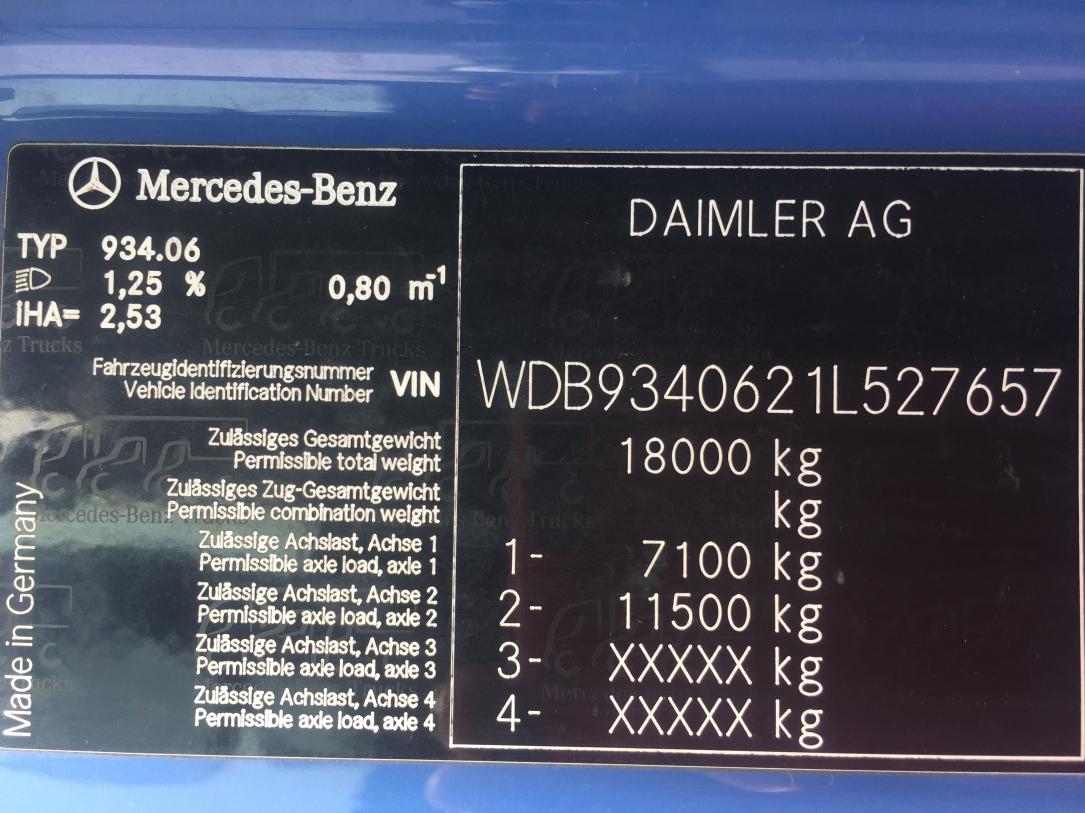 Mercedes-Benz
DAIMLER AG
TYP 934.06
1,25 % 0,80 m⁻¹
iHA= 2,53
Fahrzeugidentifizierungsnummer
Vehicle Identification Number
VIN WDB9340621L527657
Zulässiges Gesamtgewicht
Permissible total weight
18000 kg
Zulässiges Zug-Gesamtgewicht
Permissible combination weight
kg
Zulässige Achslast, Achse 1
Permissible axle load, axle 1
1- 7100 kg
Zulässige Achslast, Achse 2
Permissible axle load, axle 2
2- 11500 kg
Zulässige Achslast, Achse 3
Permissible axle load, axle 3
3- XXXXX kg
Zulässige Achslast, Achse 4
Permissible axle load, axle 4
4- XXXXX kg
Made in Germany
Mercedes-Benz Trucks